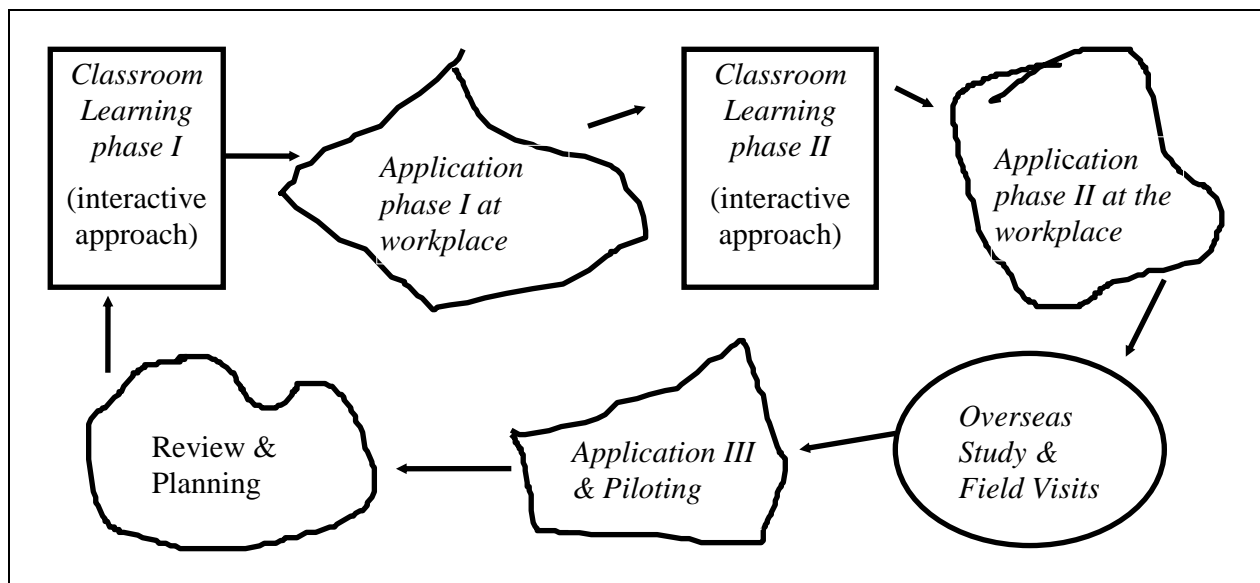 Classroom
Learning
phase I
(interactive
approach)
Application
phase I at
workplace
Classroom
Learning
phase II
(interactive
approach)
Application
phase II at the
workplace
Overseas
Study &
Field Visits
Application III
& Piloting
Review &
Planning